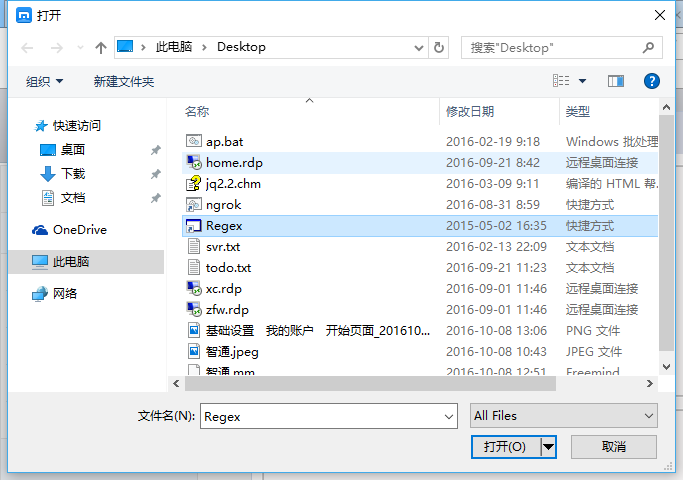 打开
此电脑 Desktop 搜索"Desktop"
组织 新建文件夹
名称 修改日期 类型
快速访问
桌面
下载
文档
OneDrive
此电脑
网络
ap.bat 2016-02-19 9:18 Windows 批处理
home.rdp 2016-09-21 8:42 远程桌面连接
jq2.2.chm 2016-03-09 9:11 编译的 HTML 帮...
ngrok 2016-08-31 8:59 快捷方式
Regex 2015-05-02 16:35 快捷方式
svr.txt 2016-02-13 22:09 文本文档
todo.txt 2016-09-21 11:23 文本文档
xc.rdp 2016-09-01 11:46 远程桌面连接
zfw.rdp 2016-09-01 11:46 远程桌面连接
基础设置 我的账户 开始页面_201610... 2016-10-08 13:06 PNG 文件
智通.jpeg 2016-10-08 10:43 JPEG 文件
智通.mm 2016-10-08 12:51 Freemind
文件名(N): Regex All Files
打开(O) 取消